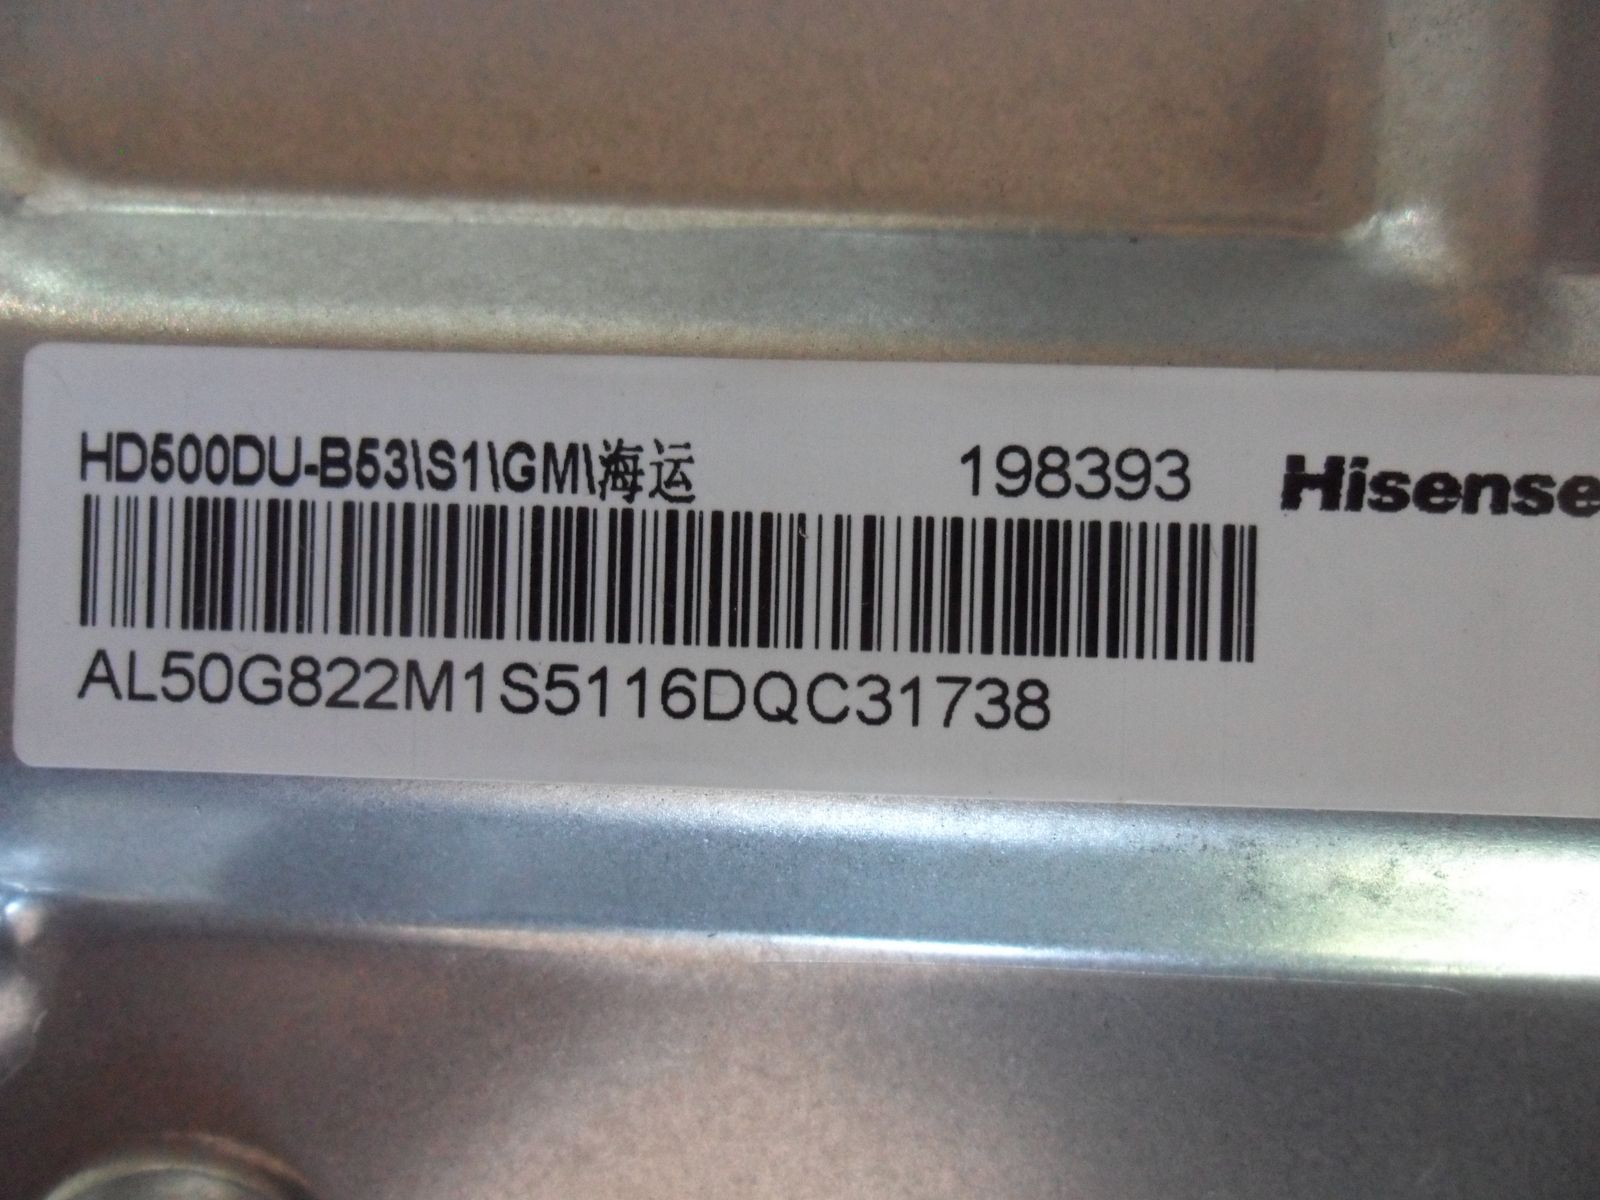 HD500DU-B53\S1\GM\海运 198393 Hisense
AL50G822M1S5116DQC31738